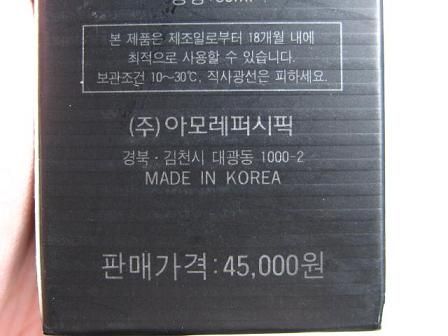 본 제품은 제조일로부터 18개월 내에
최적으로 사용할 수 있습니다.
보관조건 10~30℃, 직사광선은 피하세요.
(주)아모레퍼시픽
경북·김천시 대광동 1000-2
MADE IN KOREA
판매가격:45,000원